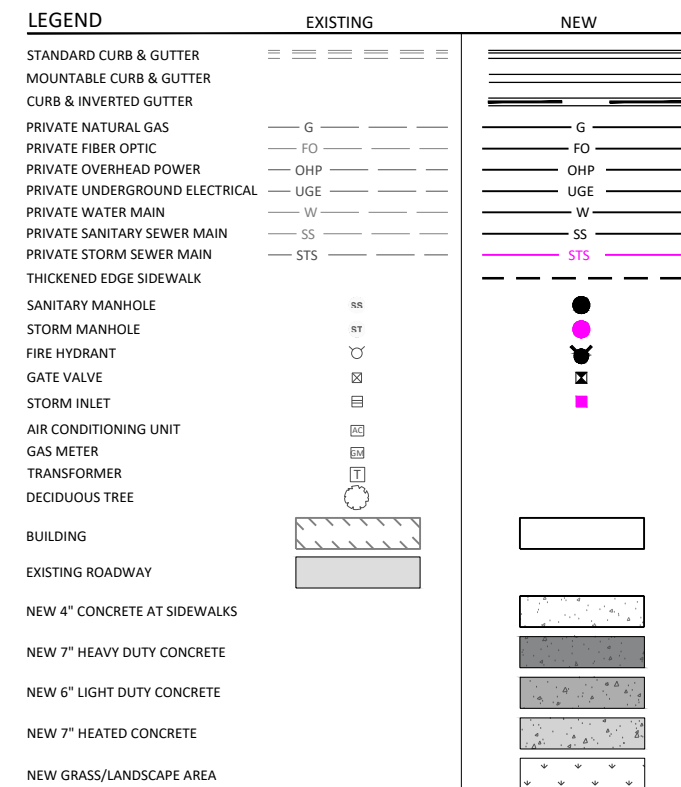 LEGEND EXISTING NEW
STANDARD CURB & GUTTER
MOUNTABLE CURB & GUTTER
CURB & INVERTED GUTTER
PRIVATE NATURAL GAS G G
PRIVATE FIBER OPTIC FO FO
PRIVATE OVERHEAD POWER OHP OHP
PRIVATE UNDERGROUND ELECTRICAL UGE UGE
PRIVATE WATER MAIN W W
PRIVATE SANITARY SEWER MAIN SS SS
PRIVATE STORM SEWER MAIN STS STS
THICKENED EDGE SIDEWALK
SANITARY MANHOLE SS
STORM MANHOLE ST
FIRE HYDRANT
GATE VALVE
STORM INLET
AIR CONDITIONING UNIT AC
GAS METER GM
TRANSFORMER T
DECIDUOUS TREE
BUILDING
EXISTING ROADWAY
NEW 4" CONCRETE AT SIDEWALKS
NEW 7" HEAVY DUTY CONCRETE
NEW 6" LIGHT DUTY CONCRETE
NEW 7" HEATED CONCRETE
NEW GRASS/LANDSCAPE AREA